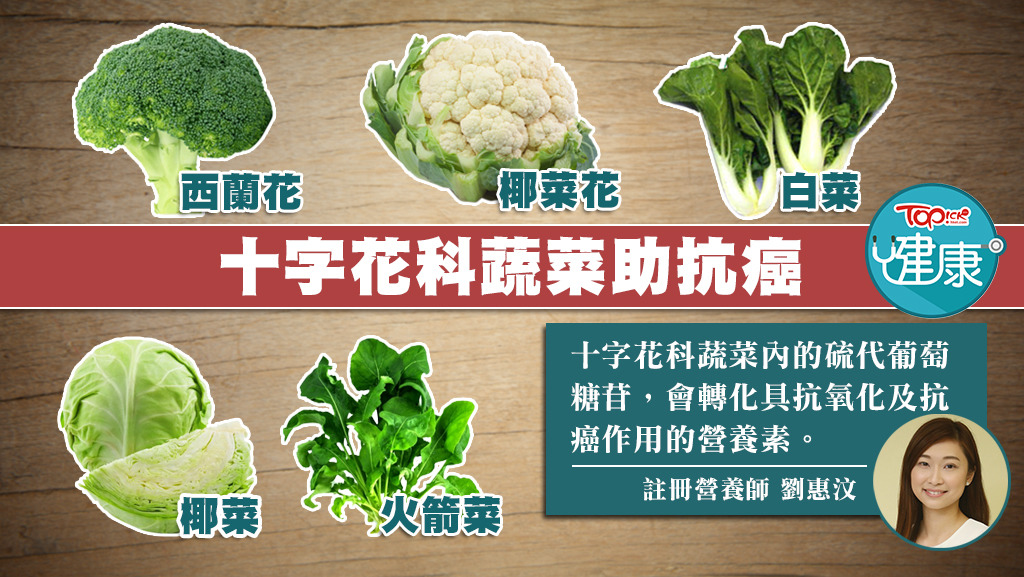 西蘭花
椰菜花
白菜
TOPick
健康
十字花科蔬菜助抗癌
十字花科蔬菜內的硫代葡萄
糖苷，會轉化具抗氧化及抗
癌作用的營養素。
註冊營養師 劉惠汶
椰菜
火箭菜